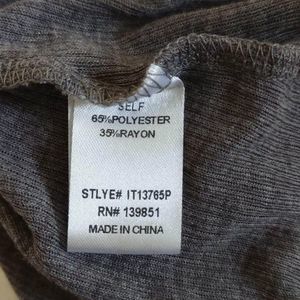 SELF
65%POLYESTER
35%RAYON
STLYE# IT13765P
RN# 139851
MADE IN CHINA